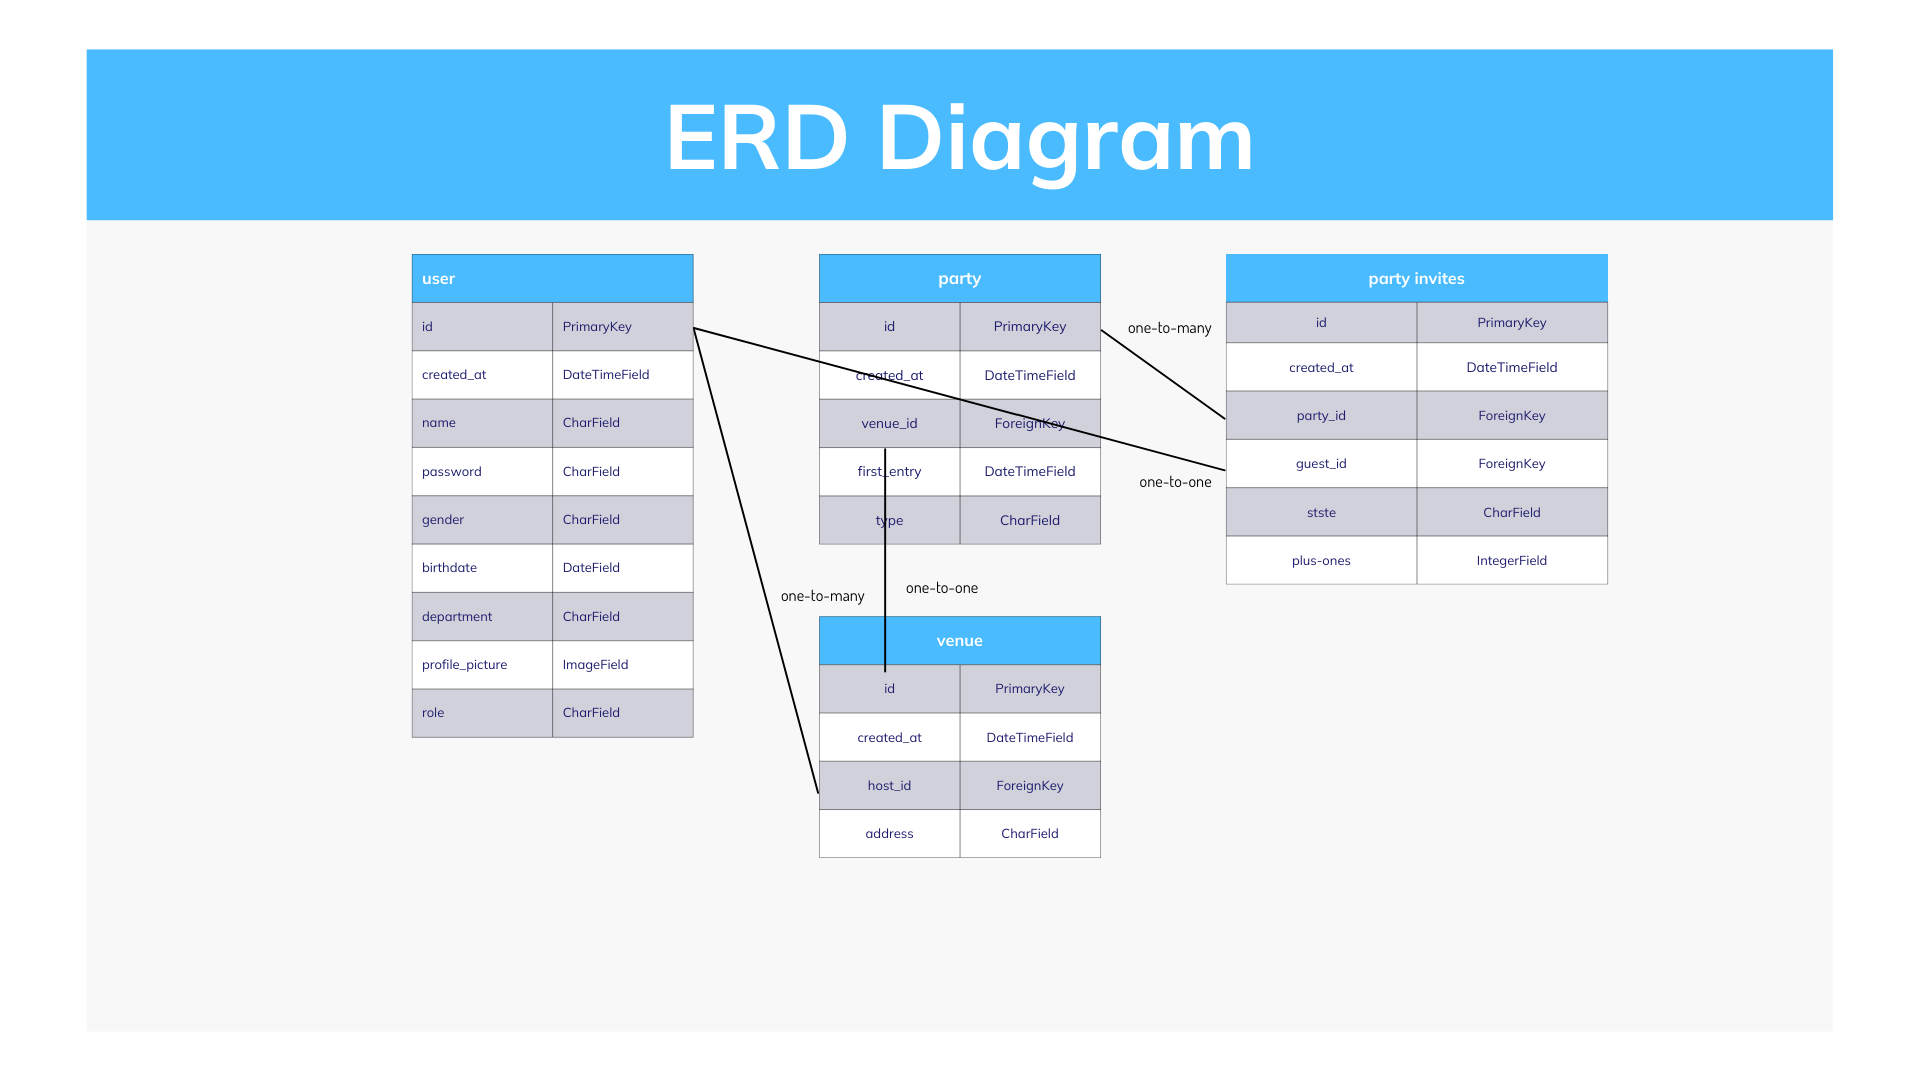 ERD Diagram
user
id PrimaryKey
created_at DateTimeField
name CharField
password CharField
gender CharField
birthdate DateField
department CharField
profile_picture ImageField
role CharField
party
id PrimaryKey
created_at DateTimeField
venue_id ForeignKey
first_entry DateTimeField
type CharField
one-to-many
one-to-one
party invites
id PrimaryKey
created_at DateTimeField
party_id ForeignKey
guest_id ForeignKey
stste CharField
plus-ones IntegerField
one-to-many
one-to-one
venue
id PrimaryKey
created_at DateTimeField
host_id ForeignKey
address CharField